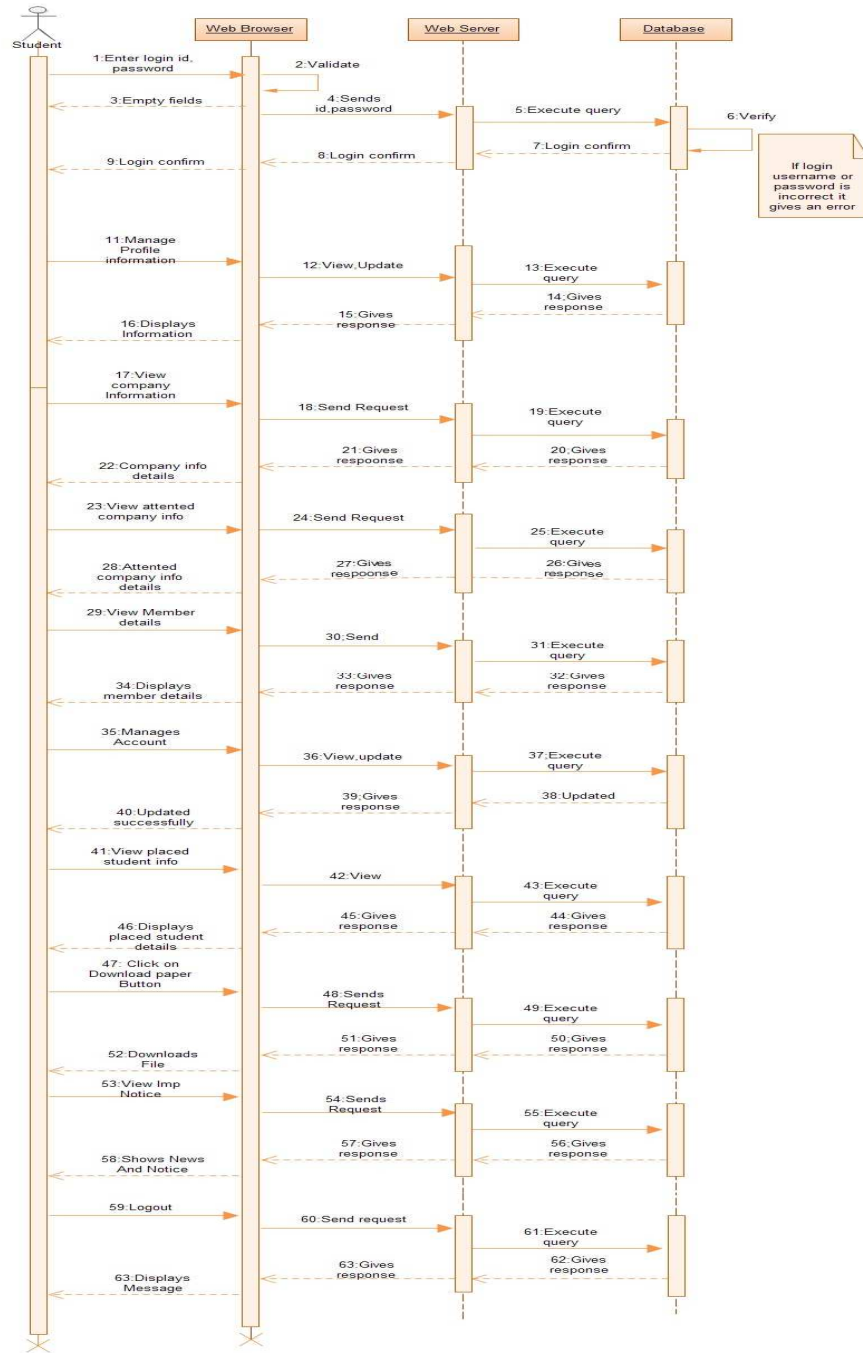 Student
Web Browser
Web Server
Database
1:Enter login id,
password
2:Validate
3:Empty fields
4:Sends
id,password
5:Execute query
6:Verify
7:Login confirm
8:Login confirm
9:Login confirm
If login
username or
password is
incorrect it
gives an error
11:Manage
Profile
information
12:View,Update
13:Execute
query
14;Gives
response
15:Gives
response
16:Displays
Information
17:View
company
Information
18:Send Request
19:Execute
query
20;Gives
response
21:Gives
respoonse
22:Company info
details
23:View attented
company info
24:Send Request
25:Execute
query
26:Gives
response
27:Gives
respoonse
28:Attented
company info
details
29:View Member
details
30;Send
31:Execute
query
32:Gives
response
33:Gives
response
34:Displays
member details
35:Manages
Account
36:View,update
37;Execute
query
38:Updated
39;Gives
response
40:Updated
successfully
41:View placed
student info
42:View
43:Execute
query
44:Gives
response
45:Gives
response
46:Displays
placed student
details
47: Click on
Download paper
Button
48:Sends
Request
49:Execute
query
50;Gives
response
51:Gives
response
52:Downloads
File
53:View Imp
Notice
54:Sends
Request
55:Execute
query
56;Gives
response
57:Gives
response
58:Shows News
And Notice
59:Logout
60:Send request
61:Execute
query
62:Gives
response
63:Gives
response
63:Displays
Message